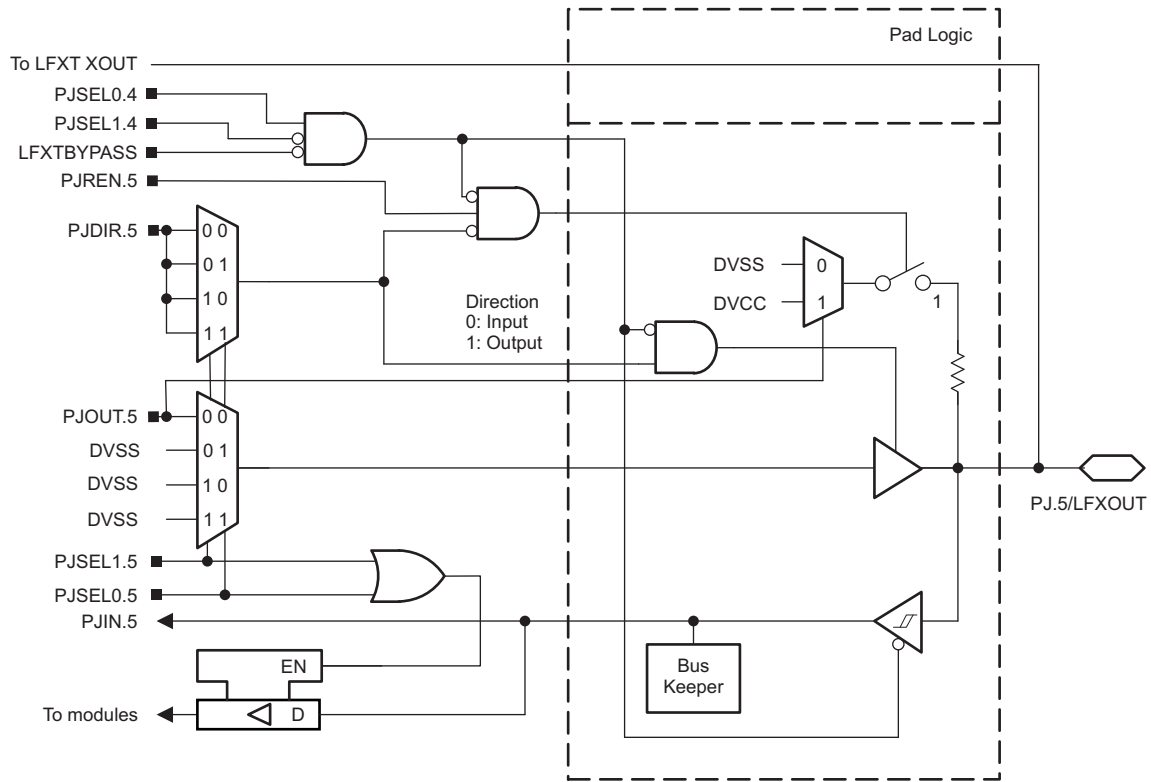 Pad Logic
To LFXT XOUT
PJSEL0.4
PJSEL1.4
LFXTBYPASS
PJREN.5
PJDIR.5
0 0
0 1
1 0
1 1
Direction
0: Input
1: Output
DVSS
0
DVCC
1
1
PJOUT.5
0 0
DVSS
0 1
DVSS
1 0
DVSS
1 1
PJ.5/LFXOUT
PJSEL1.5
PJSEL0.5
PJIN.5
Bus
Keeper
EN
To modules
D